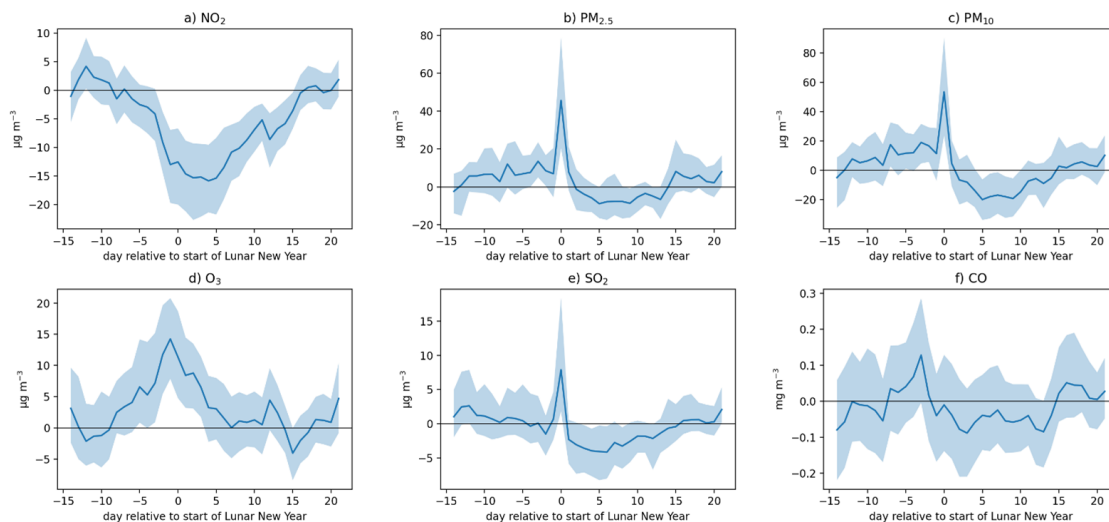 a) NO₂
10
5
0
−5
−10
−15
−20
µg m⁻³
−15 −10 −5 0 5 10 15 20
day relative to start of Lunar New Year
b) PM₂.₅
80
60
40
20
0
−20
µg m⁻³
−15 −10 −5 0 5 10 15 20
day relative to start of Lunar New Year
c) PM₁₀
80
60
40
20
0
−20
µg m⁻³
−15 −10 −5 0 5 10 15 20
day relative to start of Lunar New Year
d) O₃
20
15
10
5
0
−5
µg m⁻³
−15 −10 −5 0 5 10 15 20
day relative to start of Lunar New Year
e) SO₂
15
10
5
0
−5
µg m⁻³
−15 −10 −5 0 5 10 15 20
day relative to start of Lunar New Year
f) CO
0.3
0.2
0.1
0.0
−0.1
−0.2
mg m⁻³
−15 −10 −5 0 5 10 15 20
day relative to start of Lunar New Year